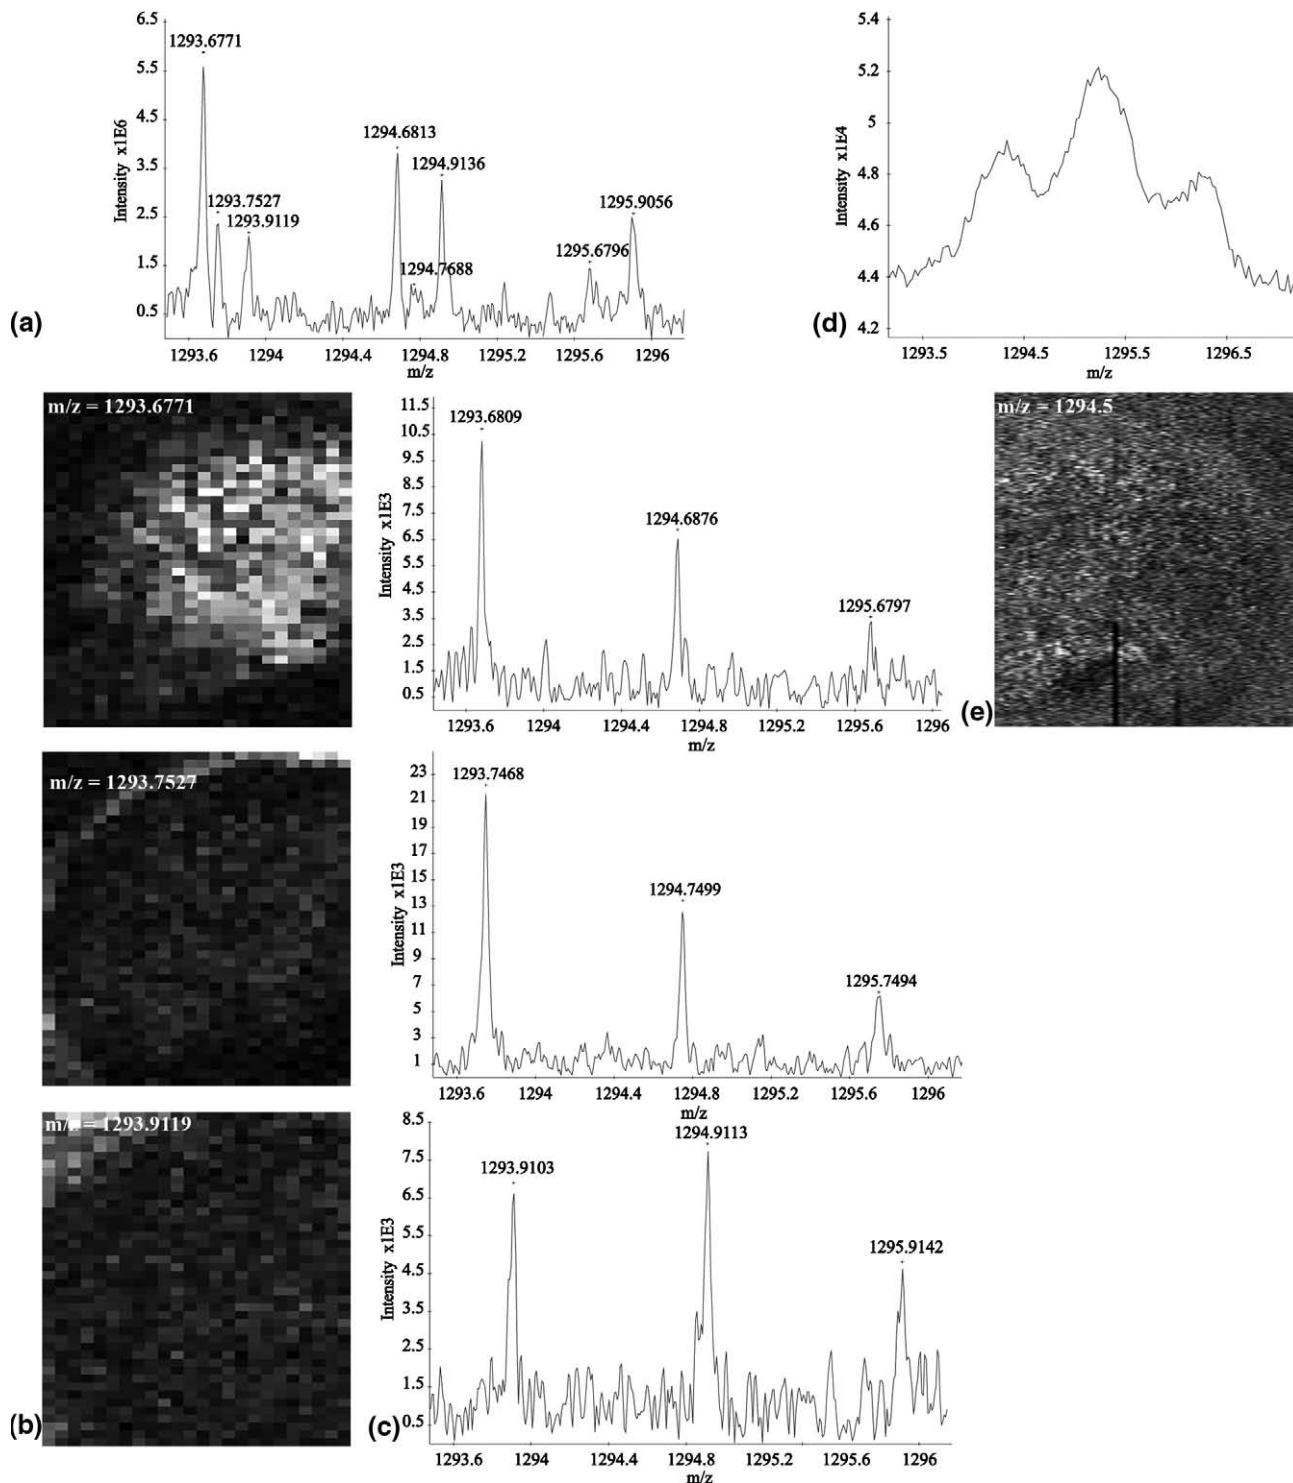 6.5
5.5
4.5
3.5
2.5
1.5
0.5
Intensity x1E6
1293.6771
1293.7527
1293.9119
1294.6813
1294.9136
1294.7688
1295.6796
1295.9056
1293.6 1294 1294.4 1294.8 1295.2 1295.6 1296
m/z
(a)
5.4
5.2
5
4.8
4.6
4.4
4.2
Intensity x1E4
1293.5 1294.5 1295.5 1296.5
m/z
(d)
m/z = 1293.6771
11.5
10.5
9.5
8.5
7.5
6.5
5.5
4.5
3.5
2.5
1.5
0.5
Intensity x1E3
1293.6809
1294.6876
1295.6797
1293.6 1294 1294.4 1294.8 1295.2 1295.6 1296
m/z
m/z = 1294.5
(e)
m/z = 1293.7527
23
21
19
17
15
13
11
9
7
5
3
1
Intensity x1E3
1293.7468
1294.7499
1295.7494
1293.6 1294 1294.4 1294.8 1295.2 1295.6 1296
m/z
m/z = 1293.9119
(b)
8.5
7.5
6.5
5.5
4.5
3.5
2.5
1.5
0.5
Intensity x1E3
1293.9103
1294.9113
1295.9142
1293.6 1294 1294.4 1294.8 1295.2 1295.6 1296
m/z
(c)